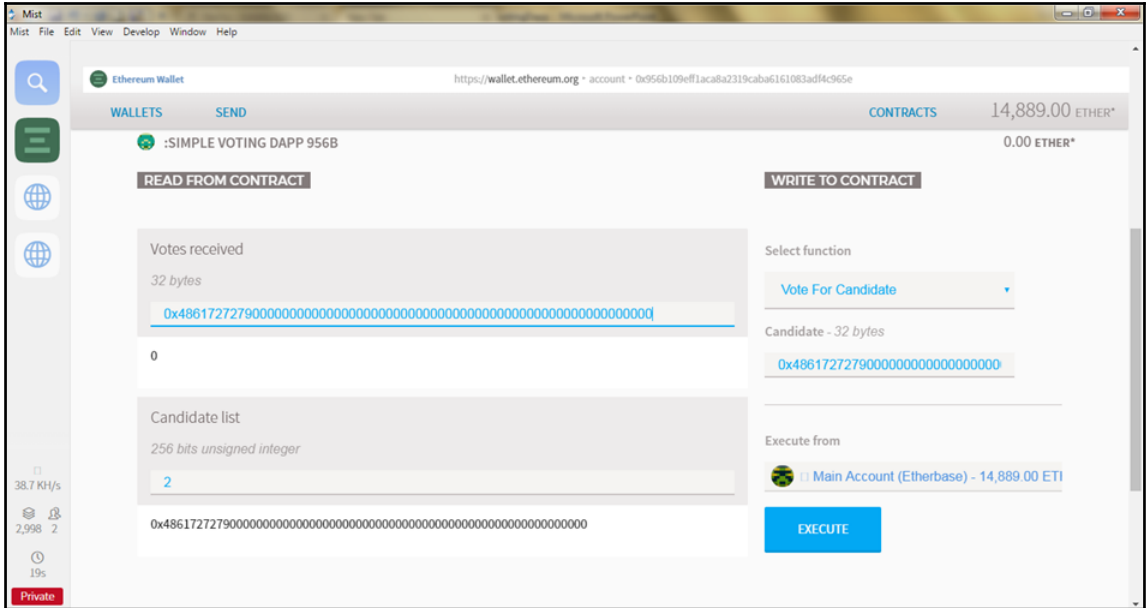 Mist
Mist File Edit View Develop Window Help
Ethereum Wallet
https://wallet.ethereum.org • account • 0x956b109eff1aca8a2319caba6161083adf4c965e
WALLETS SEND CONTRACTS 14,889.00 ETHER*
:SIMPLE VOTING DAPP 956B 0.00 ETHER*
READ FROM CONTRACT
Votes received
32 bytes
0x4861727279000000000000000000000000000000000000000000000000000000
0
Candidate list
256 bits unsigned integer
2
0x4861727279000000000000000000000000000000000000000000000000000000
WRITE TO CONTRACT
Select function
Vote For Candidate
Candidate - 32 bytes
0x4861727279000000000000000000
Execute from
Main Account (Etherbase) - 14,889.00 ETI
EXECUTE
38.7 KH/s
2,998 2
19s
Private